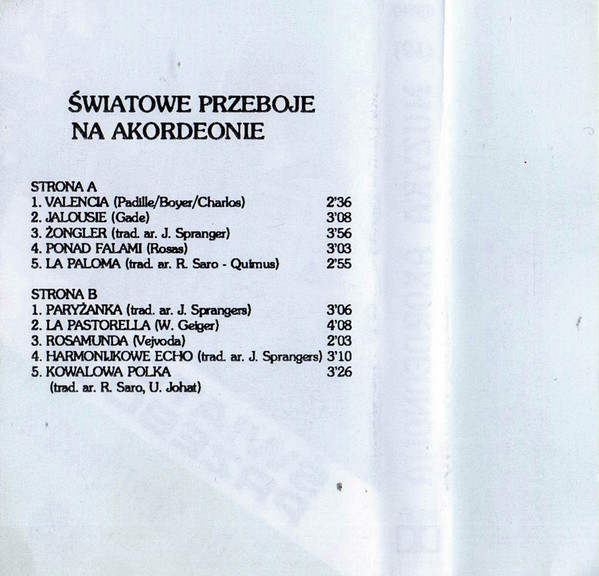 ŚWIATOWE PRZEBOJE
NA AKORDEONIE
STRONA A
1. VALENCIA (Padille/Boyer/Charlos) 2'36
2. JALOUSIE (Gade) 3'08
3. ŻONGLER (trad. ar. J. Spranger) 3'56
4. PONAD FALAMI (Rosas) 3'03
5. LA PALOMA (trad. ar. R. Saro - Quimus) 2'55
STRONA B
1. PARYŻANKA (trad. ar. J. Sprangers) 3'06
2. LA PASTORELLA (W. Geiger) 4'08
3. ROSAMUNDA (Vejvoda) 2'03
4. HARMONIJKOWE ECHO (trad. ar. J. Sprangers) 3'10
5. KOWALOWA POLKA 3'26
(trad. ar. R. Saro, U. Johat)